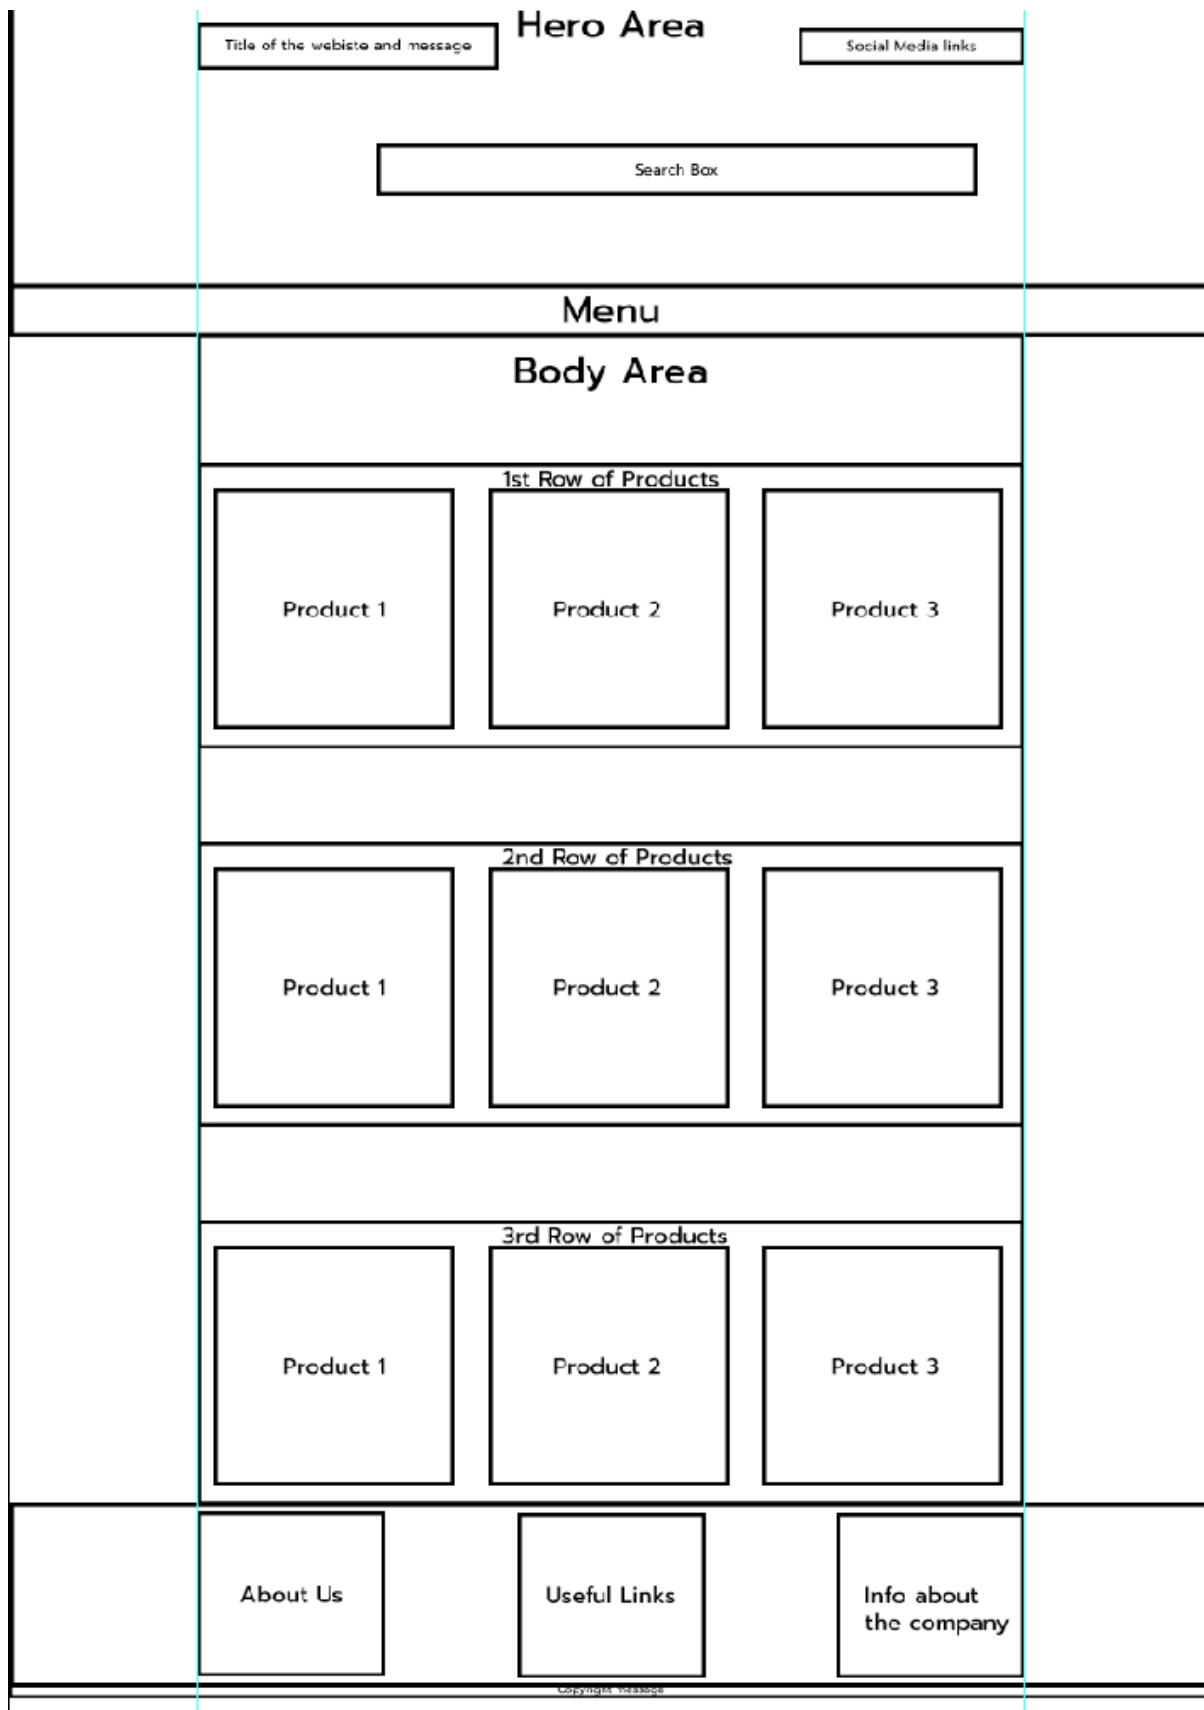 Hero Area
Title of the webiste and message
Social Media links
Search Box
Menu
Body Area
1st Row of Products
Product 1
Product 2
Product 3
2nd Row of Products
Product 1
Product 2
Product 3
3rd Row of Products
Product 1
Product 2
Product 3
About Us
Useful Links
Info about
the company
Copyright message